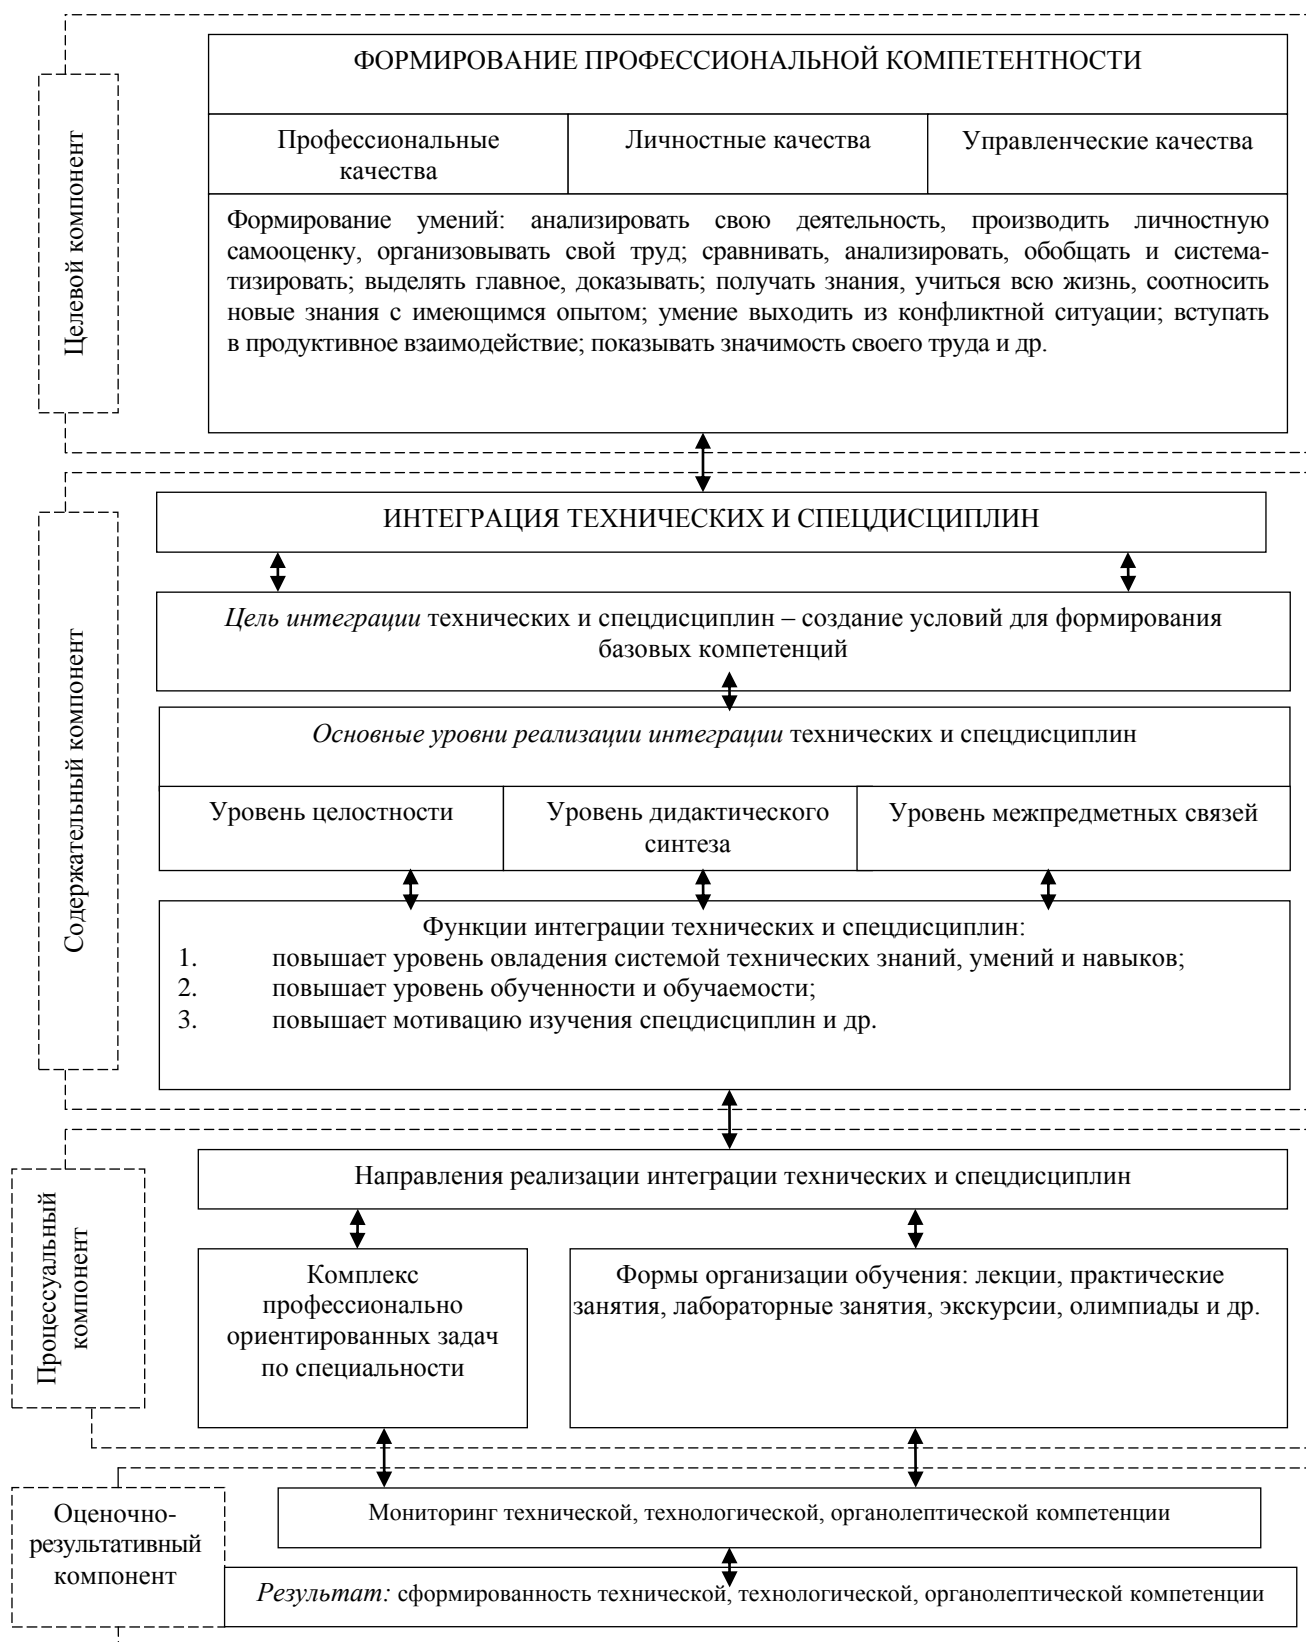 Целевой компонент
ФОРМИРОВАНИЕ ПРОФЕССИОНАЛЬНОЙ КОМПЕТЕНТНОСТИ
Профессиональные
качества
Личностные качества
Управленческие качества
Формирование умений: анализировать свою деятельность, производить личностную
самооценку, организовывать свой труд; сравнивать, анализировать, обобщать и система-
тизировать; выделять главное, доказывать; получать знания, учиться всю жизнь, соотносить
новые знания с имеющимся опытом; умение выходить из конфликтной ситуации; вступать
в продуктивное взаимодействие; показывать значимость своего труда и др.
Содержательный компонент
ИНТЕГРАЦИЯ ТЕХНИЧЕСКИХ И СПЕЦДИСЦИПЛИН
Цель интеграции технических и спецдисциплин – создание условий для формирования
базовых компетенций
Основные уровни реализации интеграции технических и спецдисциплин
Уровень целостности
Уровень дидактического
синтеза
Уровень межпредметных связей
Функции интеграции технических и спецдисциплин:
1. повышает уровень овладения системой технических знаний, умений и навыков;
2. повышает уровень обученности и обучаемости;
3. повышает мотивацию изучения спецдисциплин и др.
Процессуальный
компонент
Направления реализации интеграции технических и спецдисциплин
Комплекс
профессионально
ориентированных задач
по специальности
Формы организации обучения: лекции, практические
занятия, лабораторные занятия, экскурсии, олимпиады и др.
Оценочно-
результативный
компонент
Мониторинг технической, технологической, органолептической компетенции
Результат: сформированность технической, технологической, органолептической компетенции